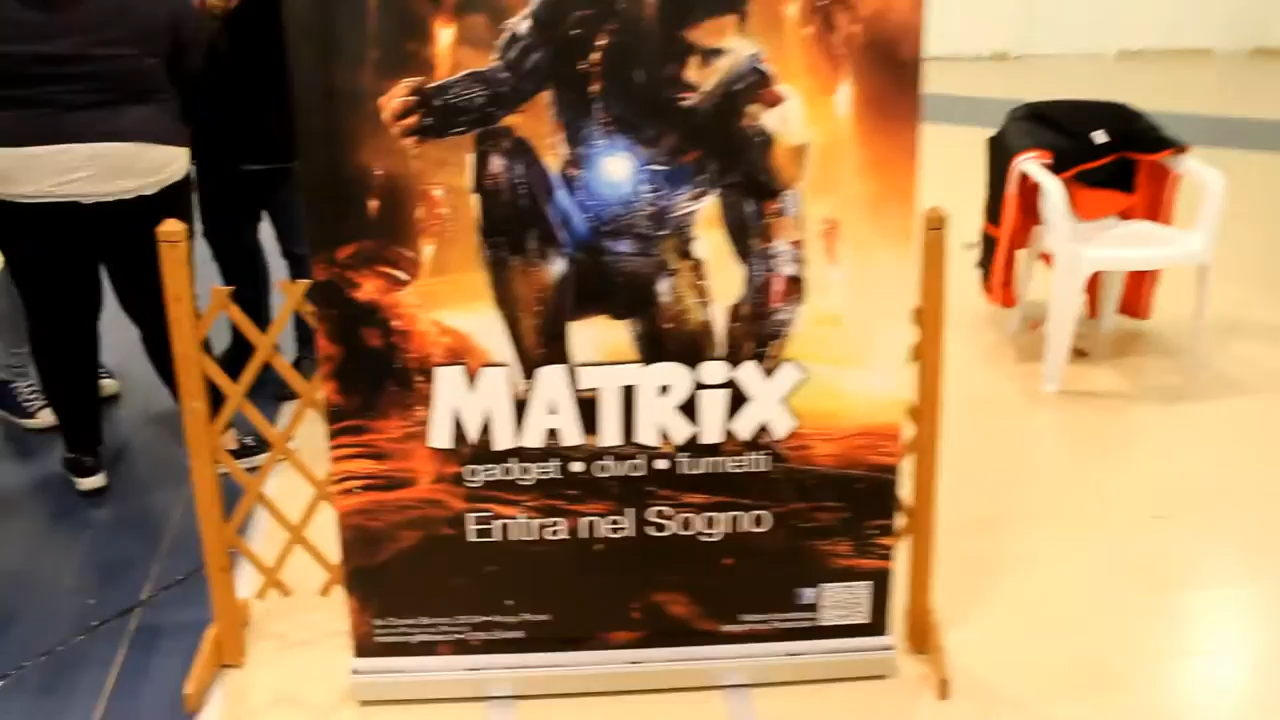 MATRiX
gadget • dvd • fumetti
Entra nel Sogno